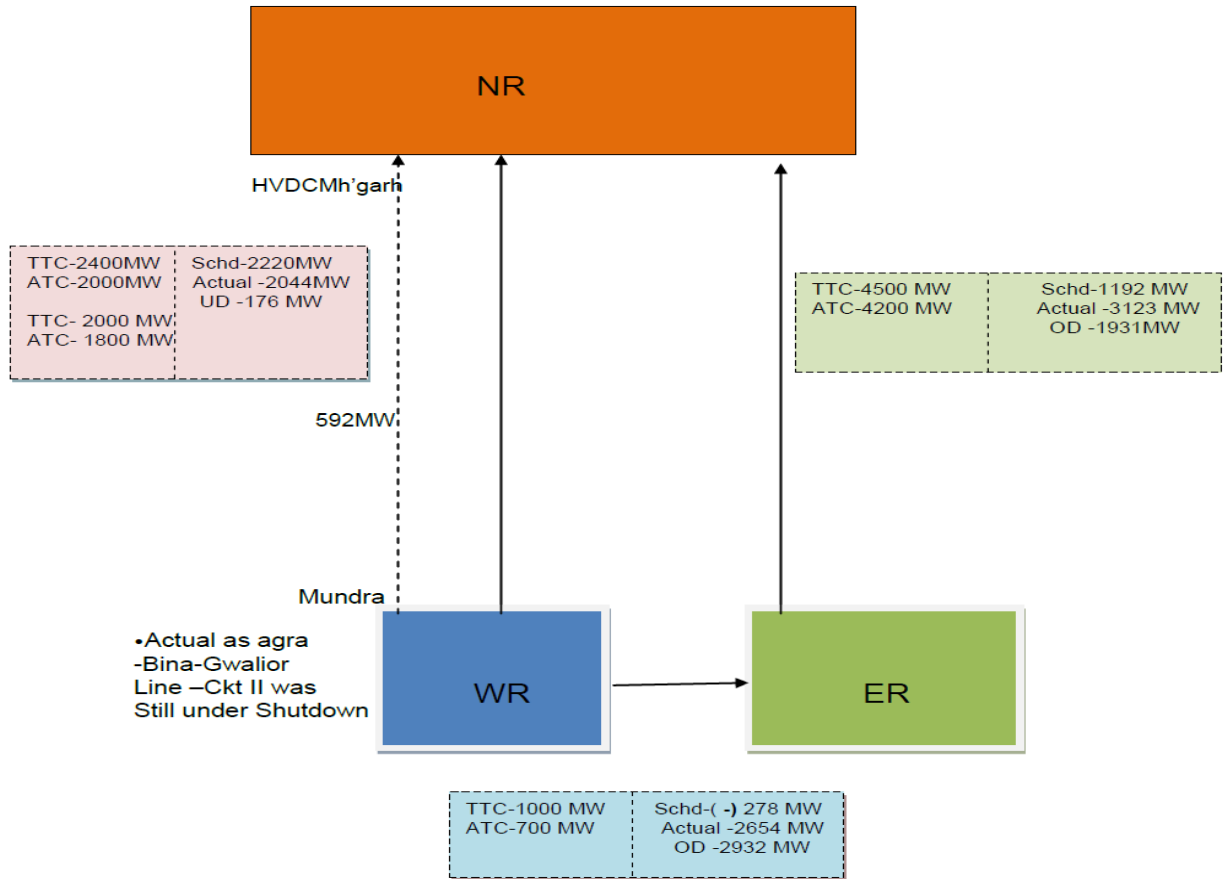 NR
HVDCMh'garh
TTC-2400MW
ATC-2000MW
TTC- 2000 MW
ATC- 1800 MW
Schd-2220MW
Actual -2044MW
UD -176 MW
TTC-4500 MW
ATC-4200 MW
Schd-1192 MW
Actual -3123 MW
OD -1931MW
592MW
Mundra
•Actual as agra
-Bina-Gwalior
Line –Ckt II was
Still under Shutdown
WR
ER
TTC-1000 MW
ATC-700 MW
Schd-( -) 278 MW
Actual -2654 MW
OD -2932 MW